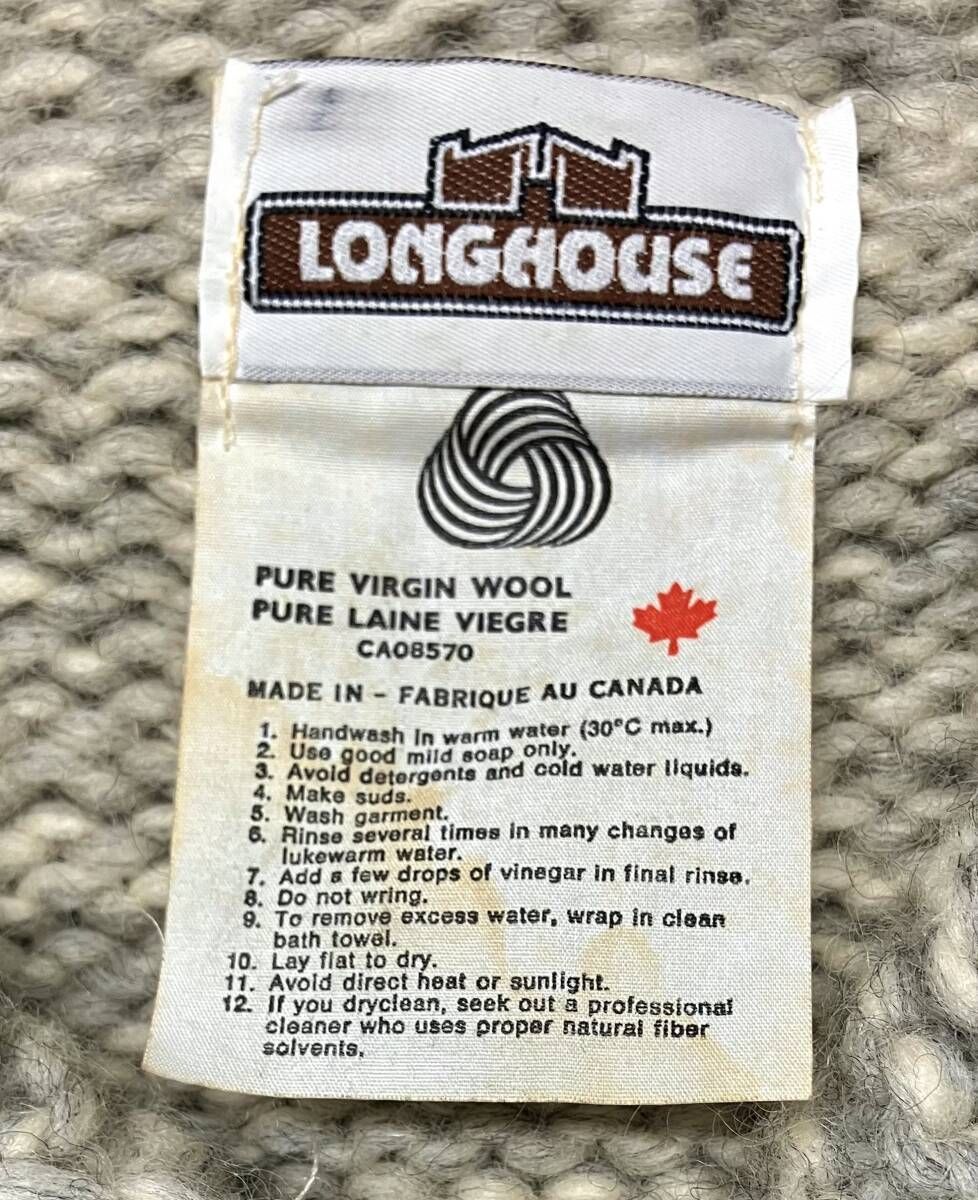 LONGHOUSE
PURE VIRGIN WOOL
PURE LAINE VIEGRE
CA08570
MADE IN - FABRIQUE AU CANADA
1. Handwash in warm water (30°C max.)
2. Use good mild soap only.
3. Avoid detergents and cold water liquids.
4. Make suds.
5. Wash garment.
6. Rinse several times in many changes of
lukewarm water.
7. Add a few drops of vinegar in final rinse.
8. Do not wring.
9. To remove excess water, wrap in clean
bath towel.
10. Lay flat to dry.
11. Avoid direct heat or sunlight.
12. If you dryclean, seek out a professional
cleaner who uses proper natural fiber
solvents.